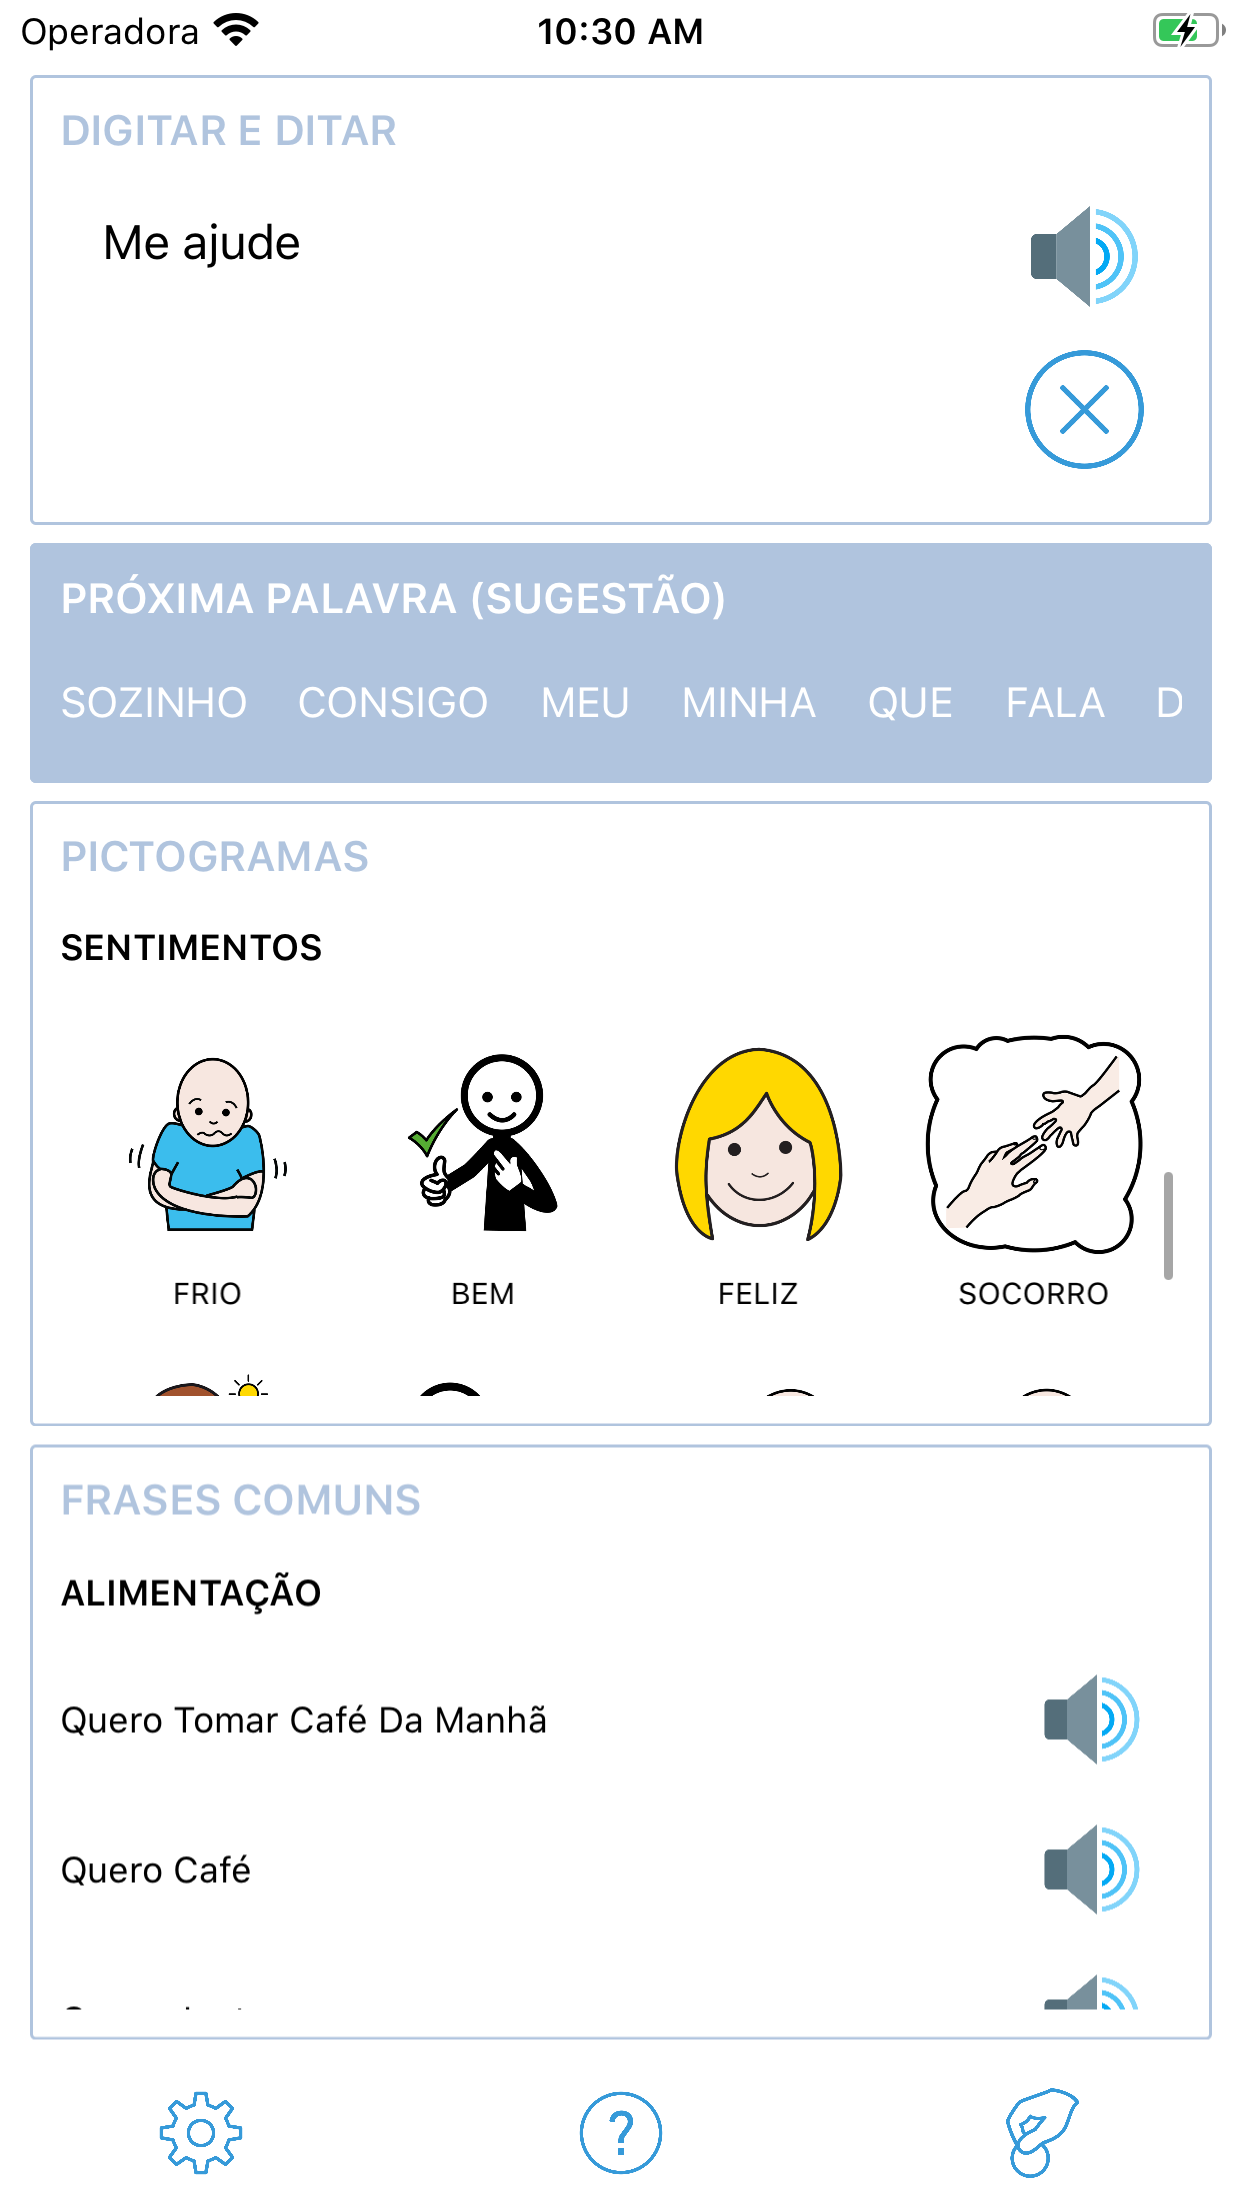 Operadora 10:30 AM
DIGITAR E DITAR
Me ajude
PRÓXIMA PALAVRA (SUGESTÃO)
SOZINHO CONSIGO MEU MINHA QUE FALA D
PICTOGRAMAS
SENTIMENTOS
FRIO BEM FELIZ SOCORRO
FRASES COMUNS
ALIMENTAÇÃO
Quero Tomar Café Da Manhã
Quero Café
?